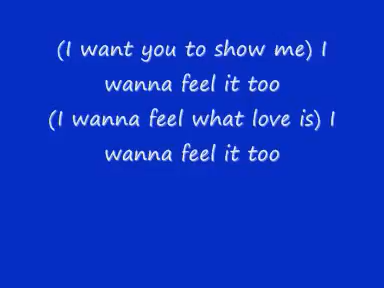 (I want you to show me) I
wanna feel it too
(I wanna feel what love is) I
wanna feel it too